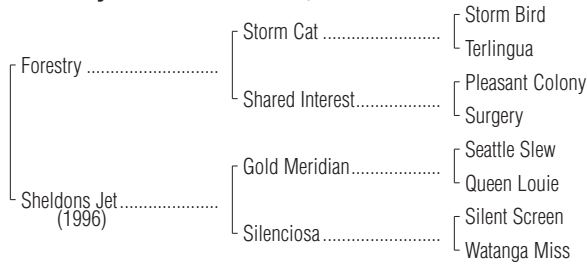 Storm Bird
Storm Cat ......................
Terlingua
Forestry .........................
Pleasant Colony
Shared Interest................
Surgery
Seattle Slew
Gold Meridian.................
Queen Louie
Sheldons Jet...................
(1996)
Silent Screen
Silenciosa ......................
Watanga Miss